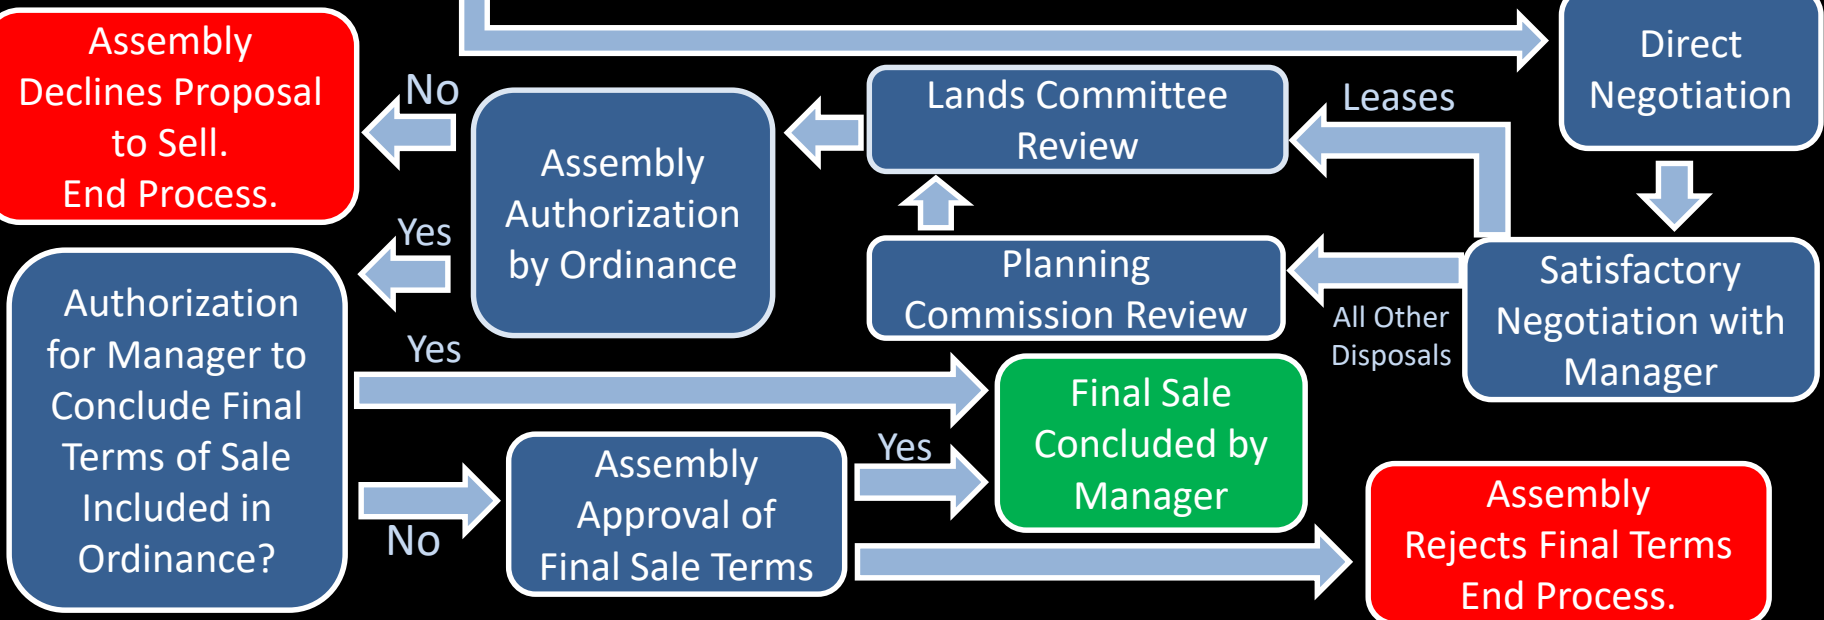 Assembly
Declines Proposal
to Sell.
End Process.
No
Assembly
Authorization
by Ordinance
Lands Committee
Review
Leases
Direct
Negotiation
Yes
Planning
Commission Review
All Other
Disposals
Satisfactory
Negotiation with
Manager
Authorization
for Manager to
Conclude Final
Terms of Sale
Included in
Ordinance?
Yes
No
Assembly
Approval of
Final Sale Terms
Yes
Final Sale
Concluded by
Manager
Assembly
Rejects Final Terms
End Process.